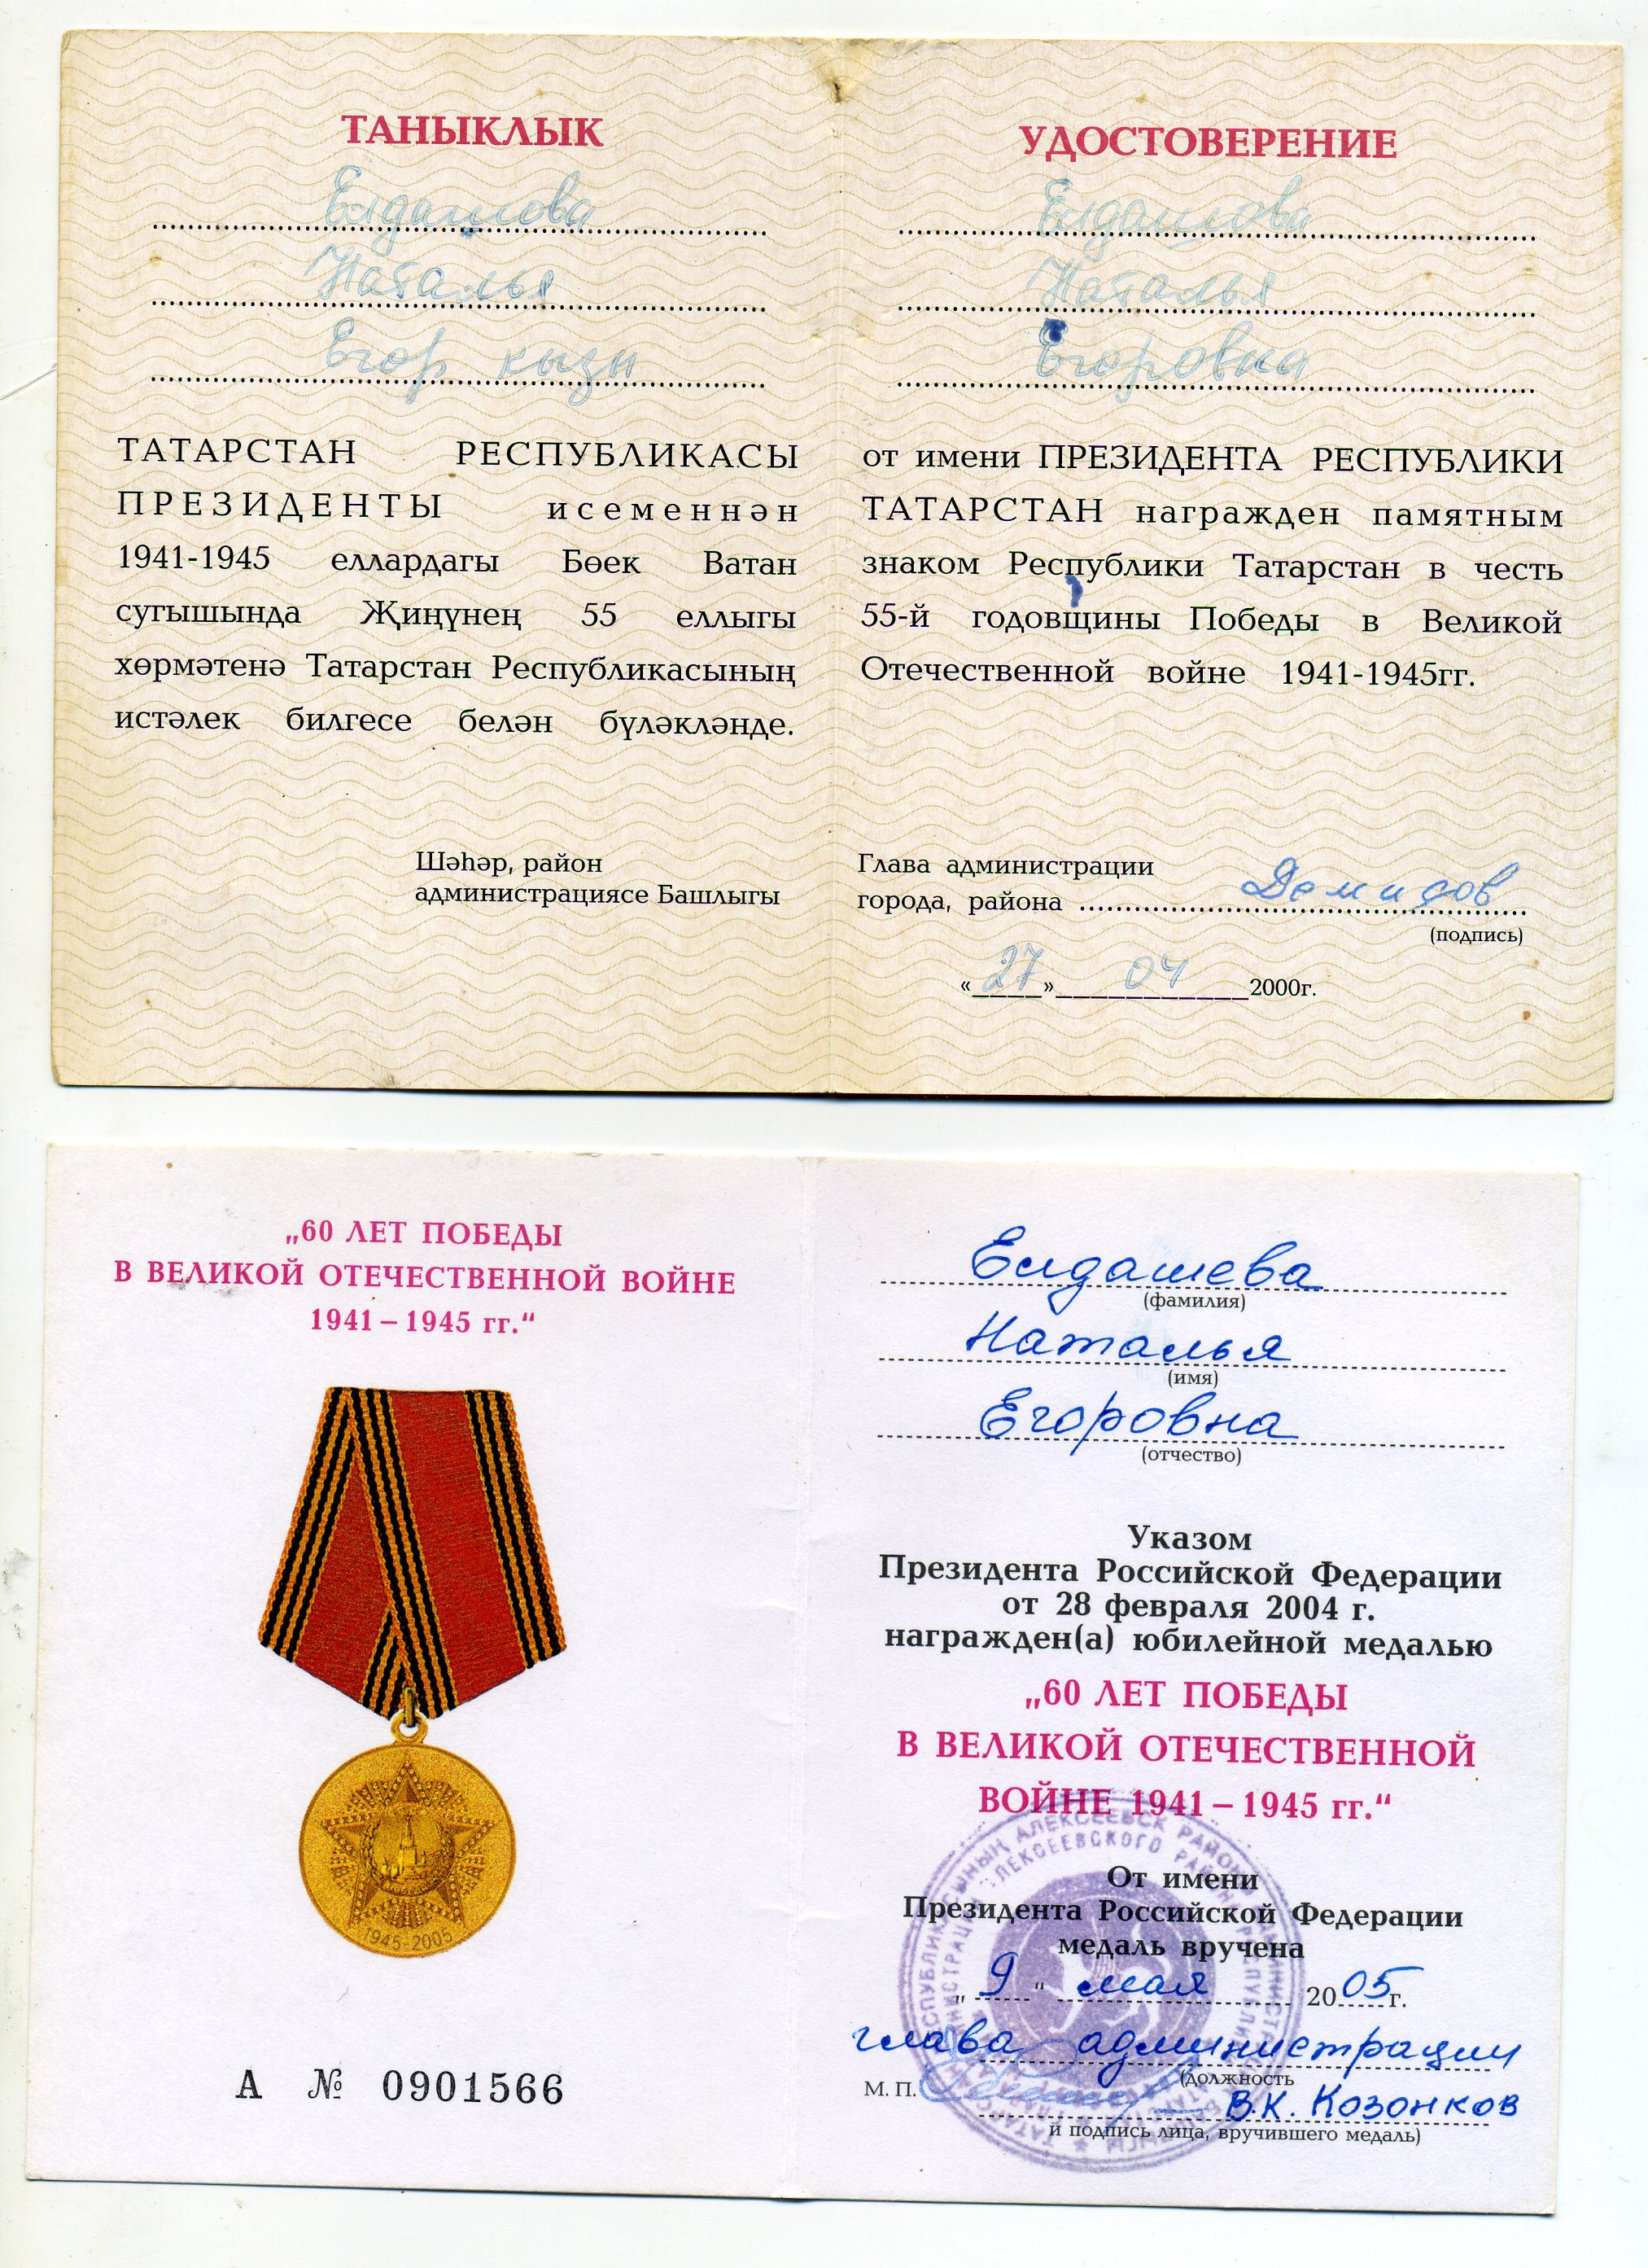 ТАНЫКЛЫК
Елдашова
Наталья
Егор кызы
ТАТАРСТАН РЕСПУБЛИКАСЫ
ПРЕЗИДЕНТЫ исеменнән
1941-1945 еллардагы Бөек Ватан
сугышында Җиңүнең 55 еллыгы
хөрмәтенә Татарстан Республикасының
истәлек билгесе белән бүләкләнде.
Шәһәр, район
администрациясе Башлыгы
УДОСТОВЕРЕНИЕ
Елдашова
Наталья
Егоровна
от имени ПРЕЗИДЕНТА РЕСПУБЛИКИ
ТАТАРСТАН награжден памятным
знаком Республики Татарстан в честь
55-й годовщины Победы в Великой
Отечественной войне 1941-1945гг.
Глава администрации
города, района Демидов
(подпись)
«27» 04 2000г.
„60 ЛЕТ ПОБЕДЫ
В ВЕЛИКОЙ ОТЕЧЕСТВЕННОЙ ВОЙНЕ
1941 – 1945 гг.“
1945-2005
А № 0901566
Елдашева
(фамилия)
Наталья
(имя)
Егоровна
(отчество)
Указом
Президента Российской Федерации
от 28 февраля 2004 г.
награжден(а) юбилейной медалью
„60 ЛЕТ ПОБЕДЫ
В ВЕЛИКОЙ ОТЕЧЕСТВЕННОЙ
ВОЙНЕ 1941 – 1945 гг.“
От имени
Президента Российской Федерации
медаль вручена
„9“ мая 2005г.
глава администрации
(должность
М. П. В.К. Козонков
и подпись лица, вручившего медаль)